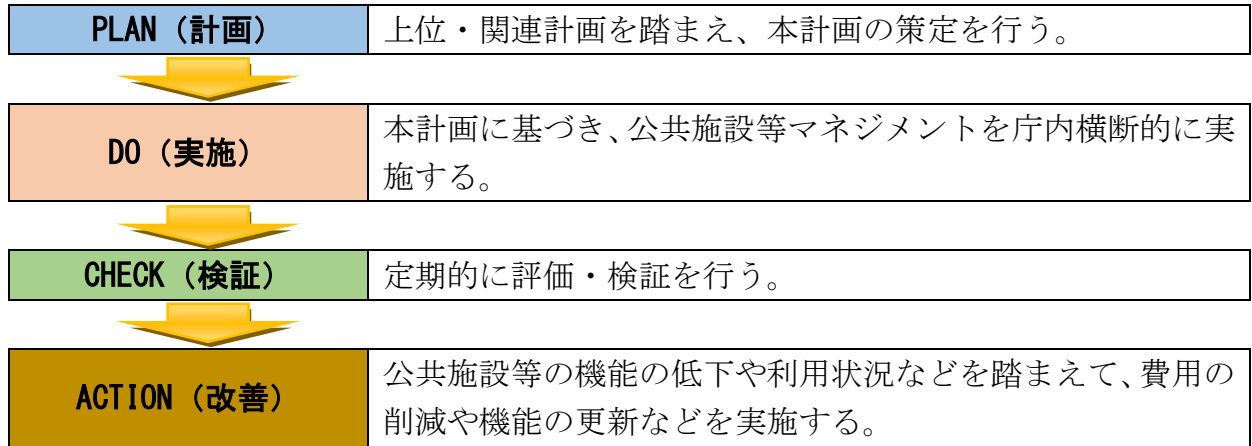 PLAN（計画）
上位・関連計画を踏まえ、本計画の策定を行う。
DO（実施）
本計画に基づき、公共施設等マネジメントを庁内横断的に実
施する。
CHECK（検証）
定期的に評価・検証を行う。
ACTION（改善）
公共施設等の機能の低下や利用状況などを踏まえて、費用の
削減や機能の更新などを実施する。